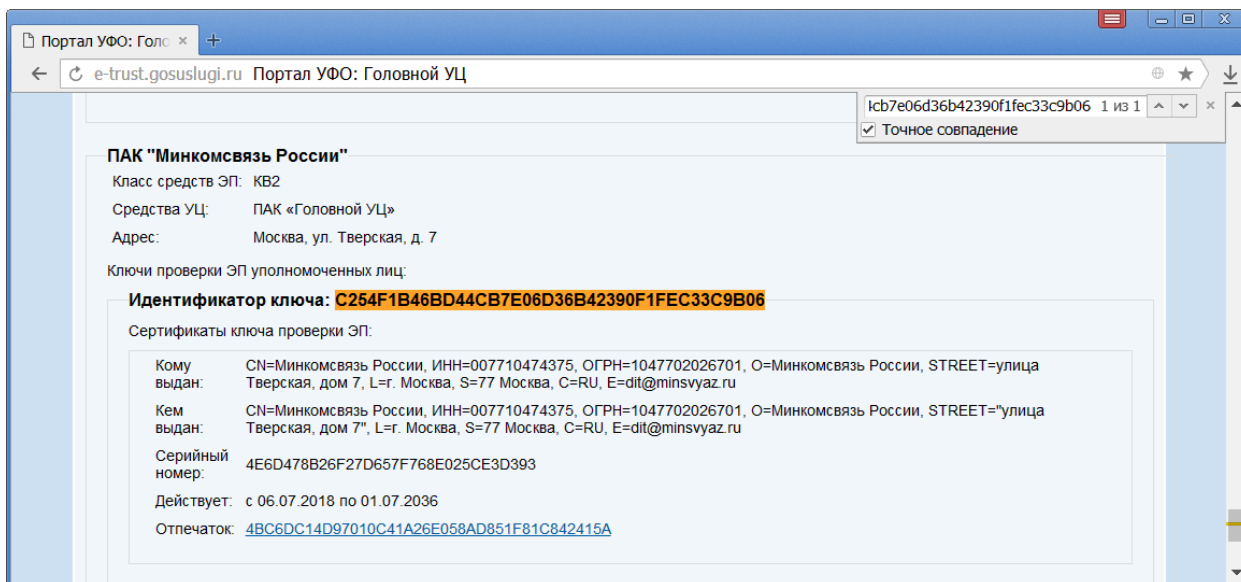 Портал УФО: Голо
e-trust.gosuslugi.ru Портал УФО: Головной УЦ
cb7e06d36b42390f1fec33c9b06 1 из 1
Точное совпадение
ПАК "Минкомсвязь России"
Класс средств ЭП: КВ2
Средства УЦ: ПАК «Головной УЦ»
Адрес: Москва, ул. Тверская, д. 7
Ключи проверки ЭП уполномоченных лиц:
Идентификатор ключа: C254F1B46BD44CB7E06D36B42390F1FEC33C9B06
Сертификаты ключа проверки ЭП:
Кому выдан: CN=Минкомсвязь России, ИНН=007710474375, ОГРН=1047702026701, O=Минкомсвязь России, STREET=улица
Тверская, дом 7, L=г. Москва, S=77 Москва, C=RU, E=dit@minsvyaz.ru
Кем выдан: CN=Минкомсвязь России, ИНН=007710474375, ОГРН=1047702026701, O=Минкомсвязь России, STREET="улица
Тверская, дом 7", L=г. Москва, S=77 Москва, C=RU, E=dit@minsvyaz.ru
Серийный номер: 4E6D478B26F27D657F768E025CE3D393
Действует: с 06.07.2018 по 01.07.2036
Отпечаток: 4BC6DC14D97010C41A26E058AD851F81C842415A